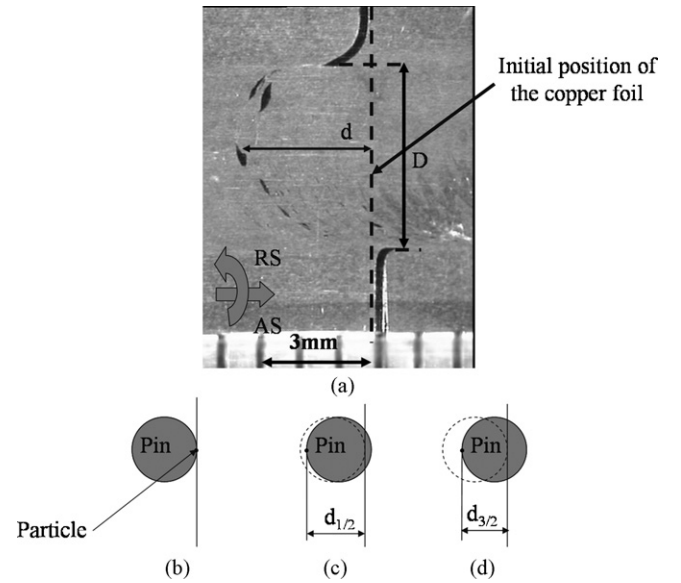 Initial position of
the copper foil
d
D
RS
AS
3mm
(a)
Pin
Pin
Pin
Particle
d1/2
d3/2
(b)
(c)
(d)